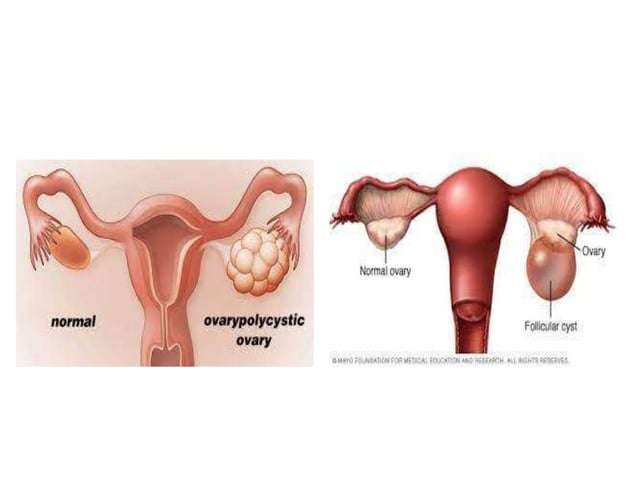 normal
ovarypolycystic
ovary
Normal ovary
Ovary
Follicular cyst
© MAYO FOUNDATION FOR MEDICAL EDUCATION AND RESEARCH. ALL RIGHTS RESERVED.